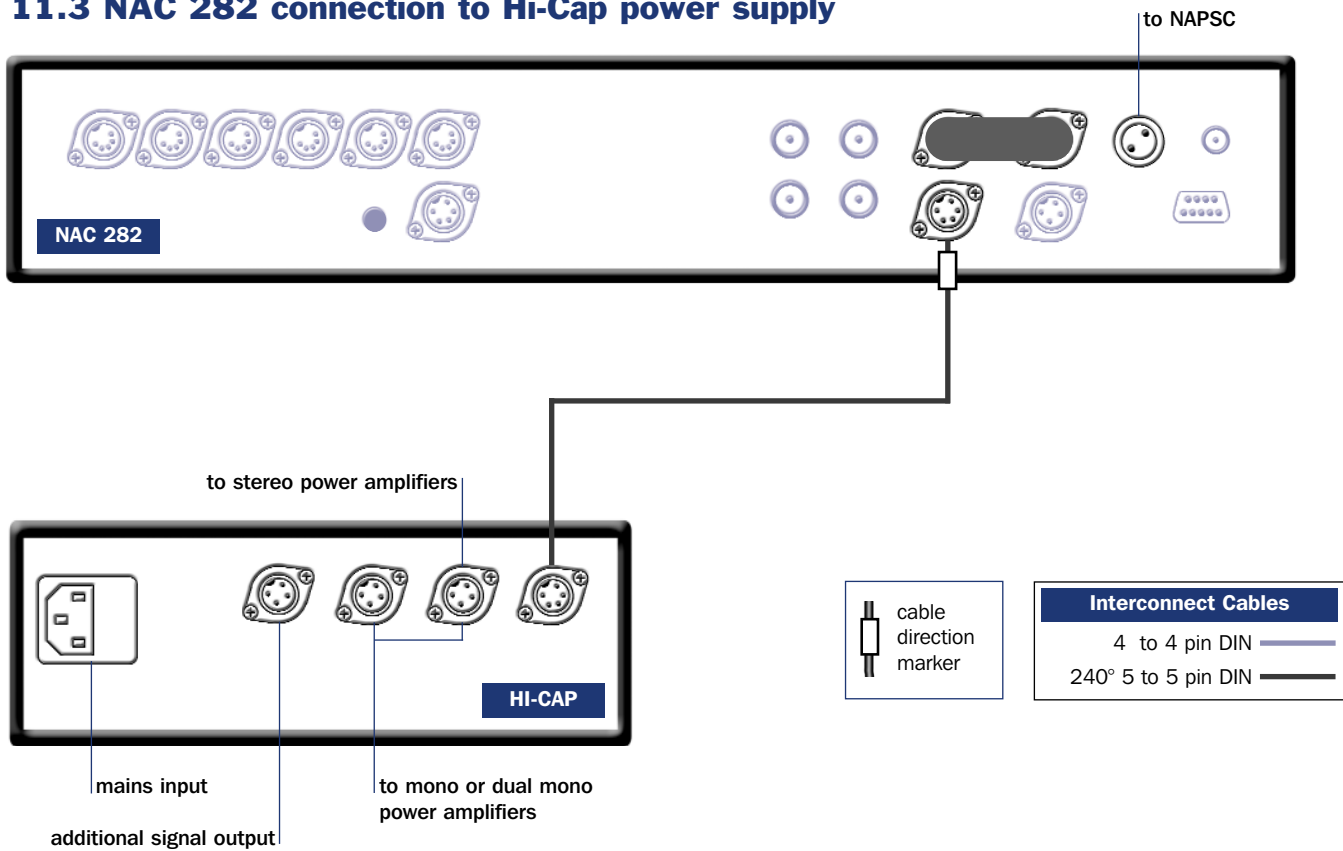 11.3 NAC 282 connection to Hi-Cap power supply
to NAPSC
NAC 282
to stereo power amplifiers
HI-CAP
mains input
additional signal output
to mono or dual mono
power amplifiers
cable
direction
marker
Interconnect Cables
4 to 4 pin DIN
240° 5 to 5 pin DIN